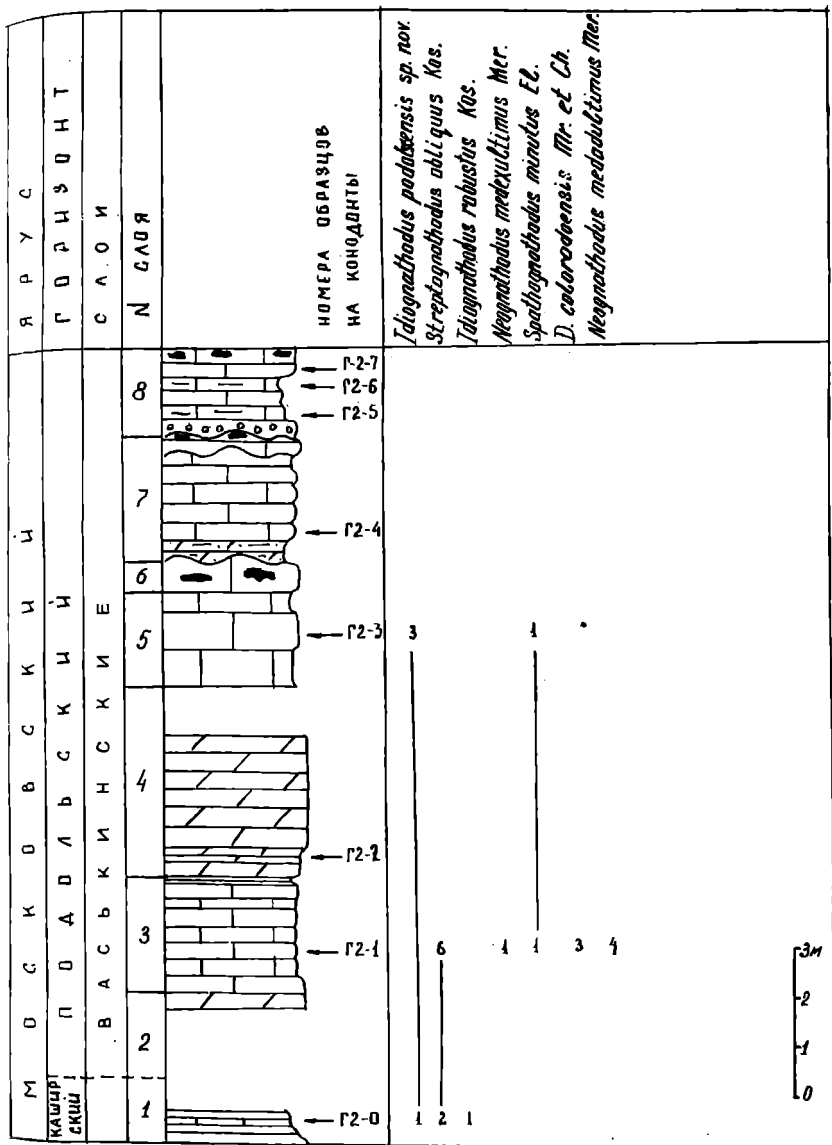 ЯРУС
ГОРИЗОНТ
СЛОИ
N СЛОЯ
НОМЕРА ОБРАЗЦОВ
НА КОНОДОНТЫ
Idiognathodus podolskensis sp. nov.
Streptognathodus obliquus Kos.
Idiognathodus robustus Kos.
Neognathodus medexultimus Mer.
Spathognathodus minutus El.
D. coloradoensis Mr. et Ch.
Neognathodus medadultimus Mer.
МОСКОВСКИЙ
ПОДОЛЬСКИЙ
КАШИР
СКИЙ
ВАСЬКИНСКИЕ
8
7
6
5
4
3
2
1
Г-2-7
Г2-6
Г2-5
Г2-4
Г2-3 3 1
Г2-2
Г2-1 6 1 1 3 4
Г2-0 1 2 1
3м
2
1
0